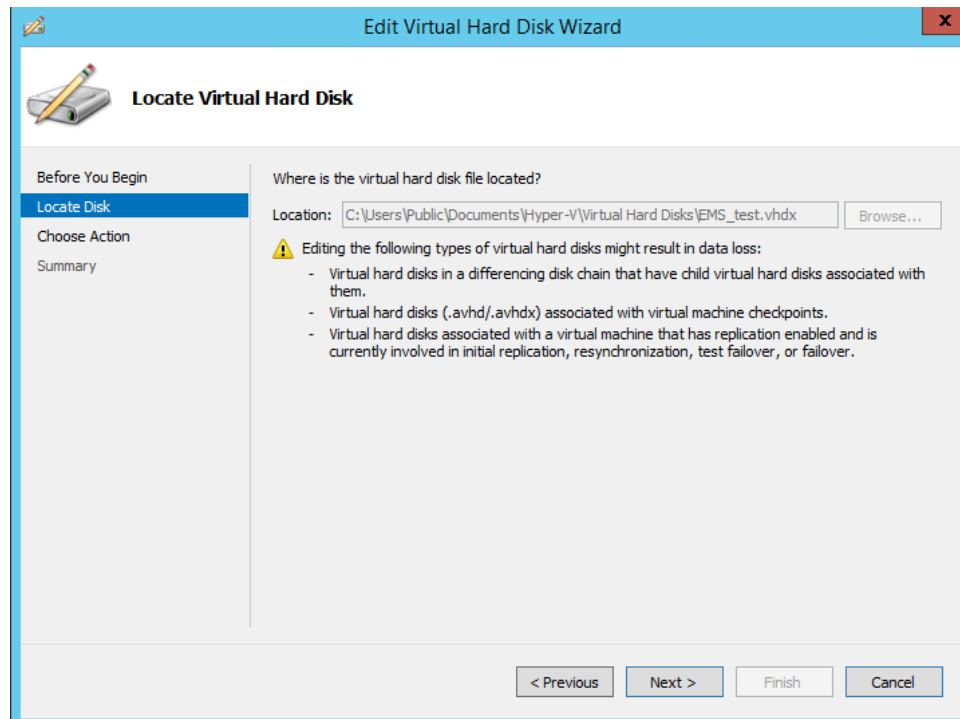 Edit Virtual Hard Disk Wizard
x
Locate Virtual Hard Disk
Before You Begin
Locate Disk
Choose Action
Summary
Where is the virtual hard disk file located?
Location: C:\Users\Public\Documents\Hyper-V\Virtual Hard Disks\EMS_test.vhdx Browse...
Editing the following types of virtual hard disks might result in data loss:
- Virtual hard disks in a differencing disk chain that have child virtual hard disks associated with
them.
- Virtual hard disks (.avhd/.avhdx) associated with virtual machine checkpoints.
- Virtual hard disks associated with a virtual machine that has replication enabled and is
currently involved in initial replication, resynchronization, test failover, or failover.
< Previous Next > Finish Cancel